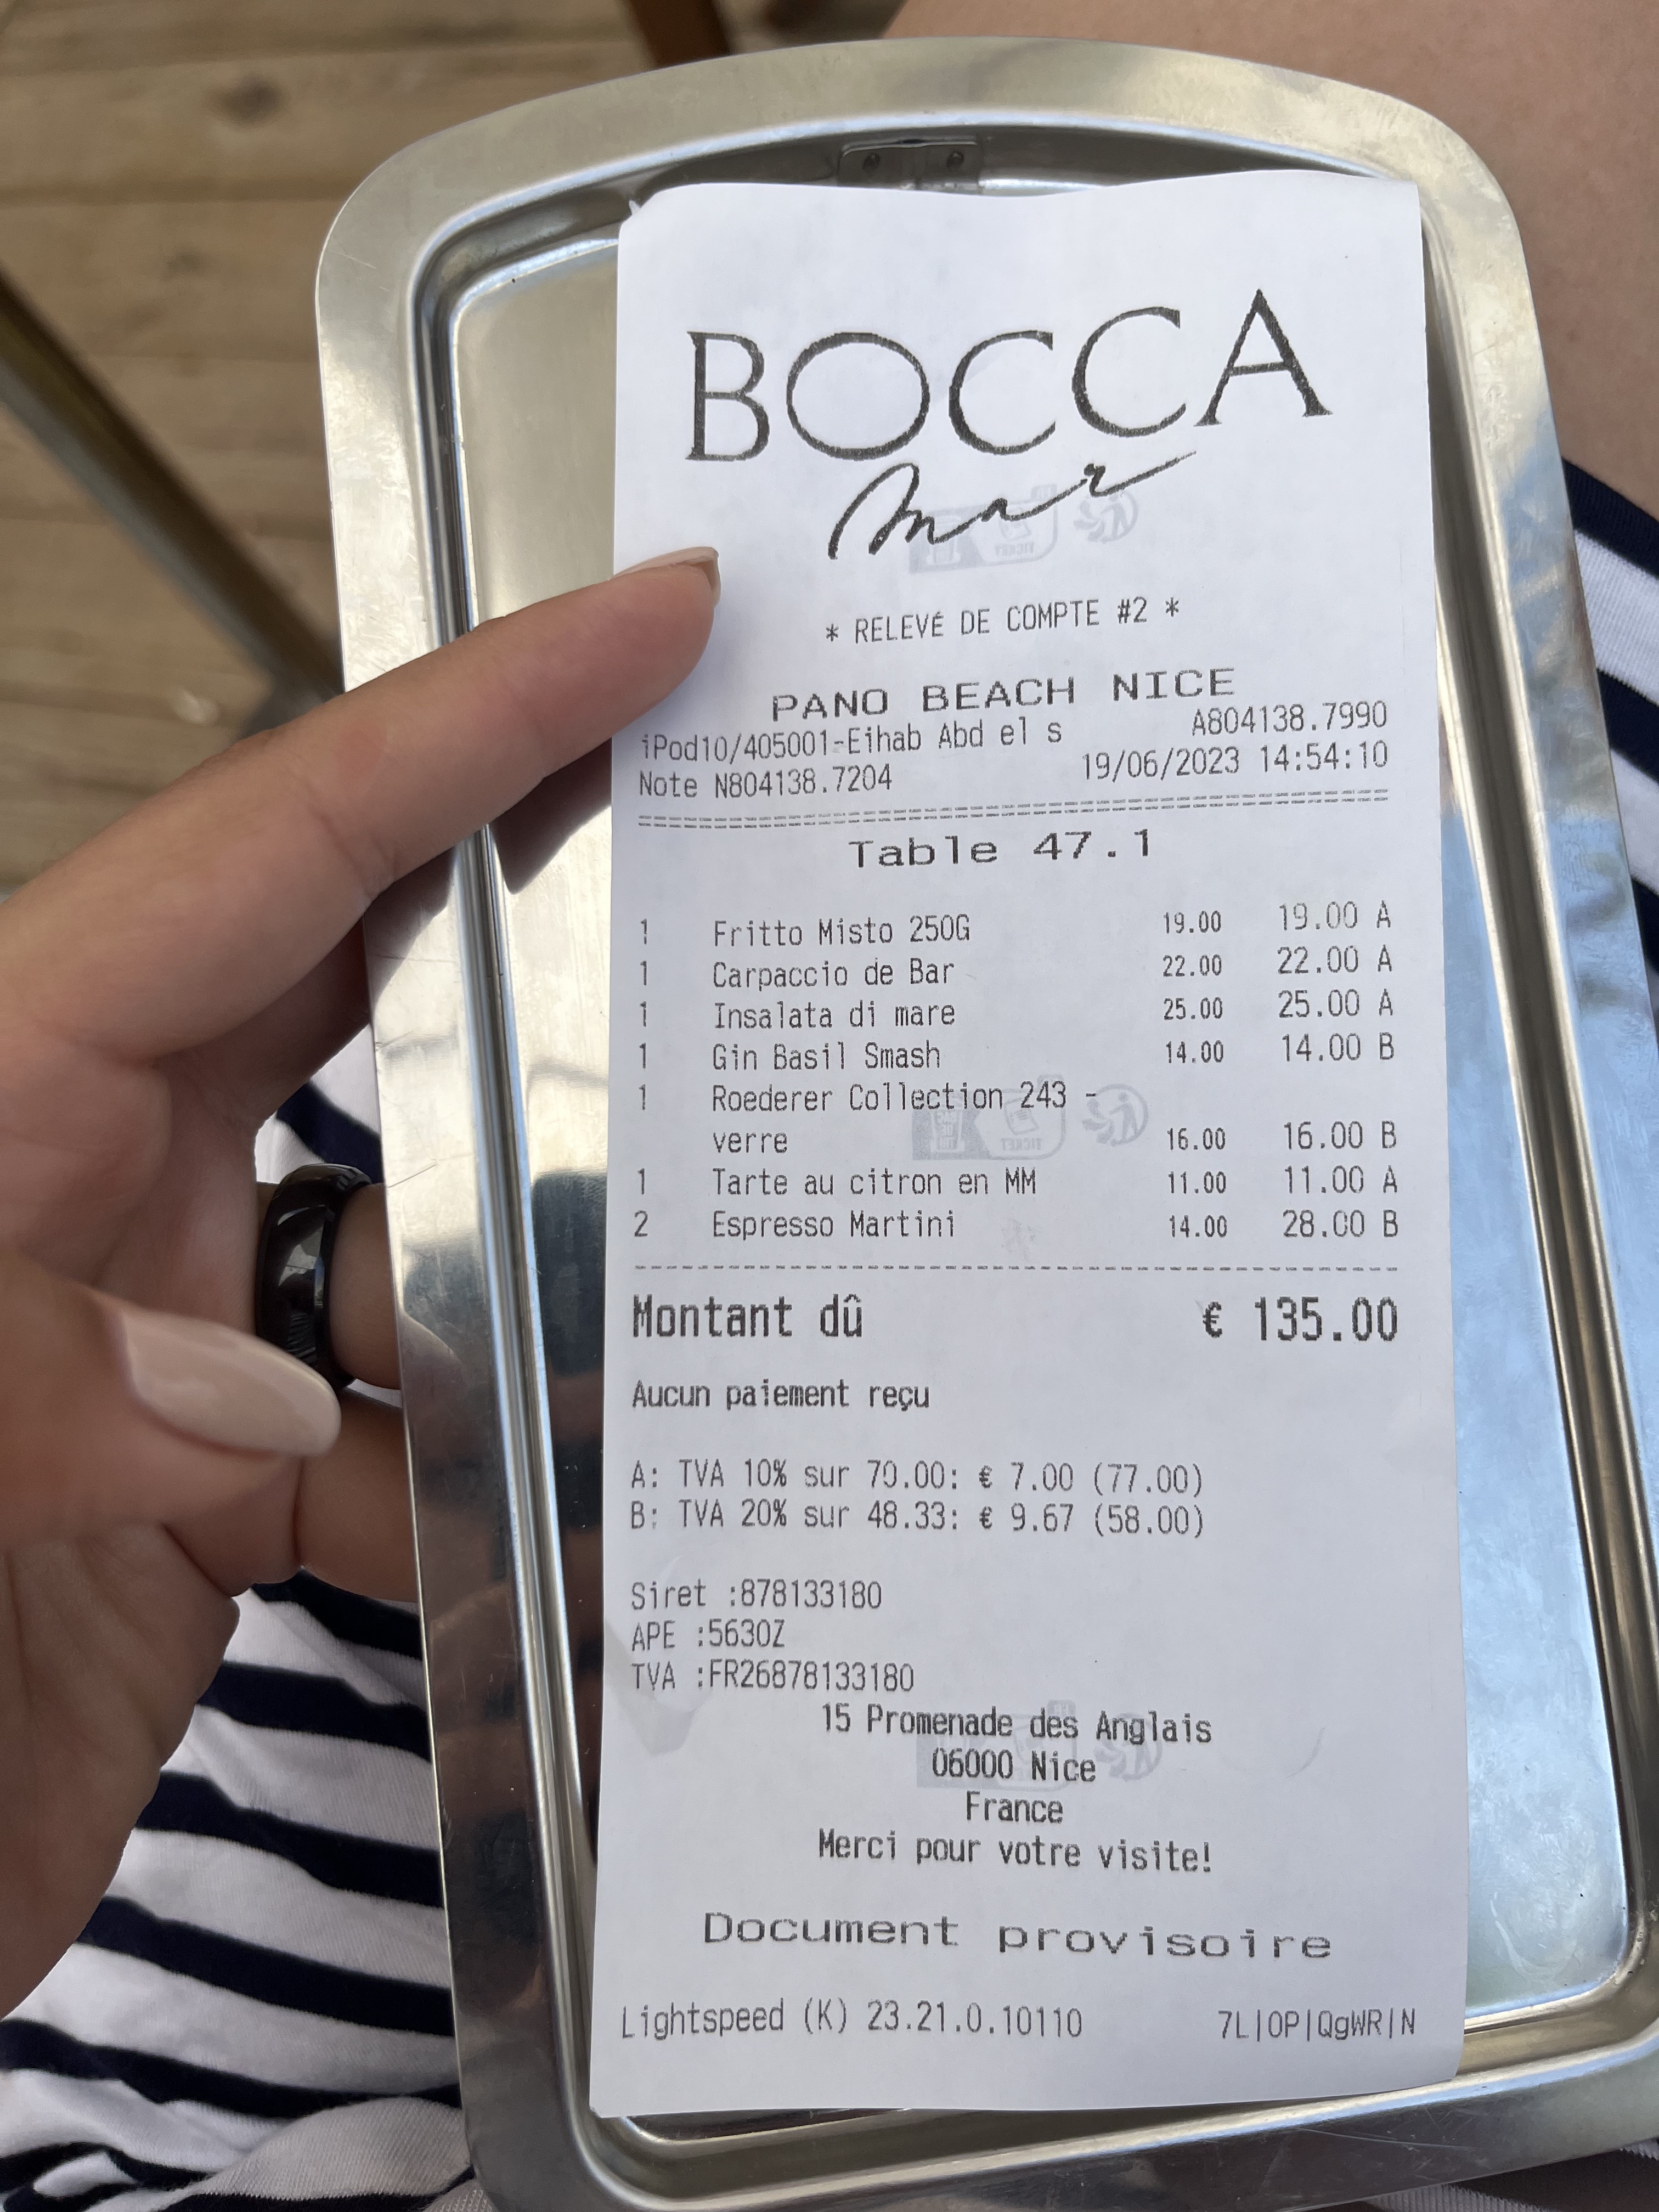 BOCCA
mar
* RELEVÉ DE COMPTE #2 *
PANO BEACH NICE
iPod10/405001-Eihab Abd el s A804138.7990
Note N804138.7204 19/06/2023 14:54:10
Table 47.1
1 Fritto Misto 250G 19.00 19.00 A
1 Carpaccio de Bar 22.00 22.00 A
1 Insalata di mare 25.00 25.00 A
1 Gin Basil Smash 14.00 14.00 B
1 Roederer Collection 243 -
verre 16.00 16.00 B
1 Tarte au citron en MM 11.00 11.00 A
2 Espresso Martini 14.00 28.00 B
Montant dû € 135.00
Aucun paiement reçu
A: TVA 10% sur 70.00: € 7.00 (77.00)
B: TVA 20% sur 48.33: € 9.67 (58.00)
Siret :878133180
APE :5630Z
TVA :FR26878133180
15 Promenade des Anglais
06000 Nice
France
Merci pour votre visite!
Document provisoire
Lightspeed (K) 23.21.0.10110 7L|OP|QgWR|N